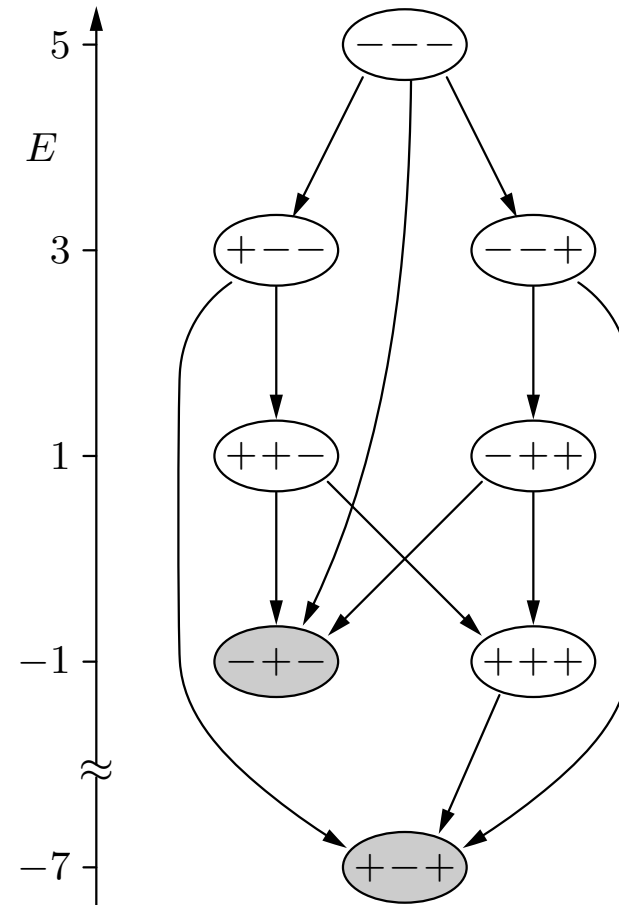 5 − − −
E
3 + − − − − +
1 + + − − + +
−1 − + − + + +
≈
−7 + − +